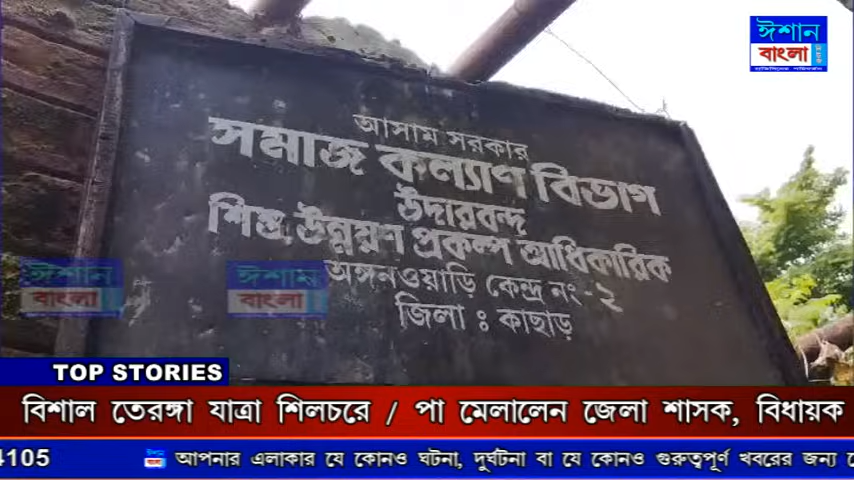 ঈশান
বাংলা
আসাম সরকার
সমাজ কল্যাণ বিভাগ
উদারবন্দ
শিশু উন্নয়ণ প্রকল্প আধিকারিক
অঙ্গনওয়াড়ি কেন্দ্র নং-২
জিলা : কাছাড়
ঈশান
বাংলা
ঈশান
বাংলা
TOP STORIES
বিশাল তেরঙ্গা যাত্রা শিলচরে / পা মেলালেন জেলা শাসক, বিধায়ক
4105 আপনার এলাকার যে কোনও ঘটনা, দুর্ঘটনা বা যে কোনও গুরুত্বপূর্ণ খবরের জন্য